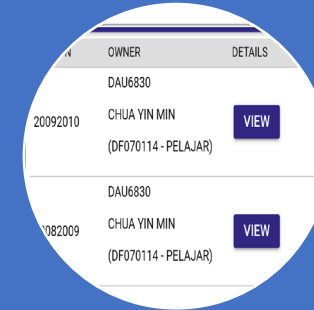 OWNER DETAILS
DAU6830
20092010 CHUA YIN MIN VIEW
(DF070114 - PELAJAR)
DAU6830
082009 CHUA YIN MIN VIEW
(DF070114 - PELAJAR)